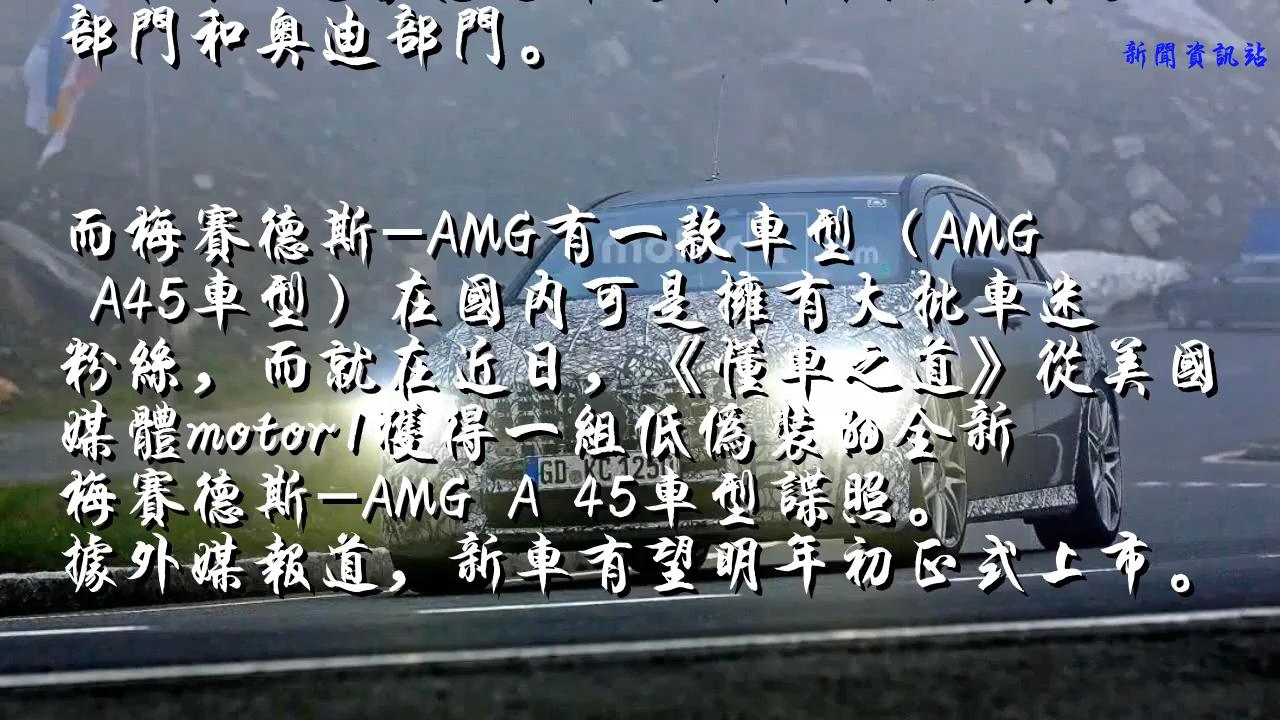 部門和奧迪部門。
新聞資訊站
而梅賽德斯-AMG有一款車型（AMG
A45車型）在國內可是擁有大批車迷
粉絲，而就在近日，《懂車之道》從美國
媒體motor1獲得一組低偽裝的全新
梅賽德斯-AMG A 45車型諜照。
據外媒報道，新車有望明年初正式上市。